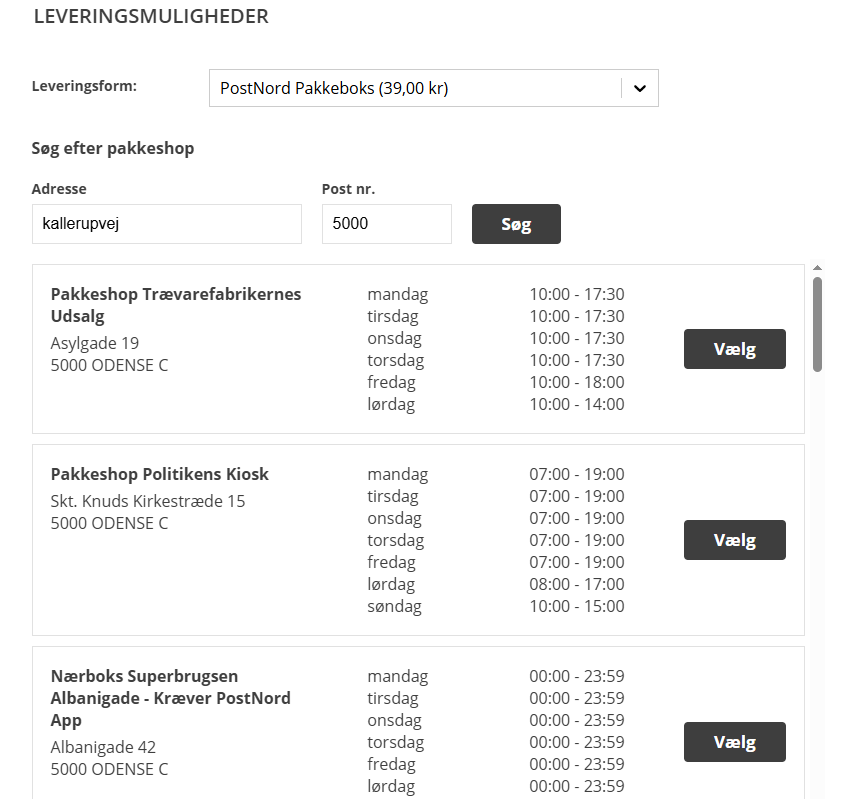 LEVERINGSMULIGHEDER
Leveringsform: PostNord Pakkeboks (39,00 kr)
Søg efter pakkeshop
Adresse Post nr.
kallerupvej 5000 Søg
Pakkeshop Trævarefabrikernes
Udsalg
Asylgade 19
5000 ODENSE C
mandag 10:00 - 17:30
tirsdag 10:00 - 17:30
onsdag 10:00 - 17:30
torsdag 10:00 - 17:30
fredag 10:00 - 18:00
lørdag 10:00 - 14:00
Vælg
Pakkeshop Politikens Kiosk
Skt. Knuds Kirkestræde 15
5000 ODENSE C
mandag 07:00 - 19:00
tirsdag 07:00 - 19:00
onsdag 07:00 - 19:00
torsdag 07:00 - 19:00
fredag 07:00 - 19:00
lørdag 08:00 - 17:00
søndag 10:00 - 15:00
Vælg
Nærboks Superbrugsen
Albanigade - Kræver PostNord
App
Albanigade 42
5000 ODENSE C
mandag 00:00 - 23:59
tirsdag 00:00 - 23:59
onsdag 00:00 - 23:59
torsdag 00:00 - 23:59
fredag 00:00 - 23:59
lørdag 00:00 - 23:59
Vælg